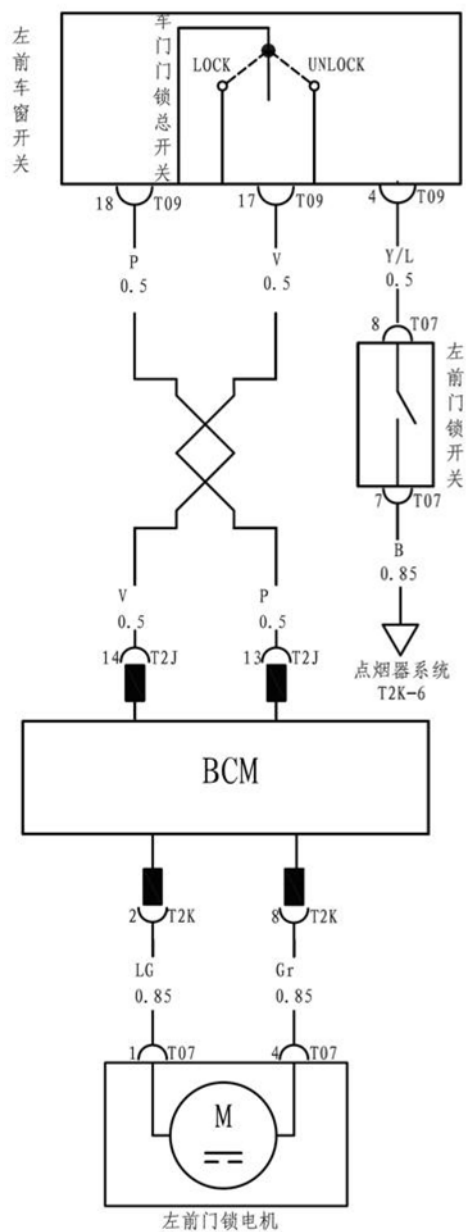 左前车窗开关
车门门锁总开关
LOCK
UNLOCK
18 T09
17 T09
4 T09
P
0.5
V
0.5
Y/L
0.5
8 T07
左前门锁开关
7 T07
B
0.85
点烟器系统
T2K-6
V
0.5
P
0.5
14 T2J
13 T2J
BCM
2 T2K
8 T2K
LG
0.85
Gr
0.85
1 T07
4 T07
M
左前门锁电机